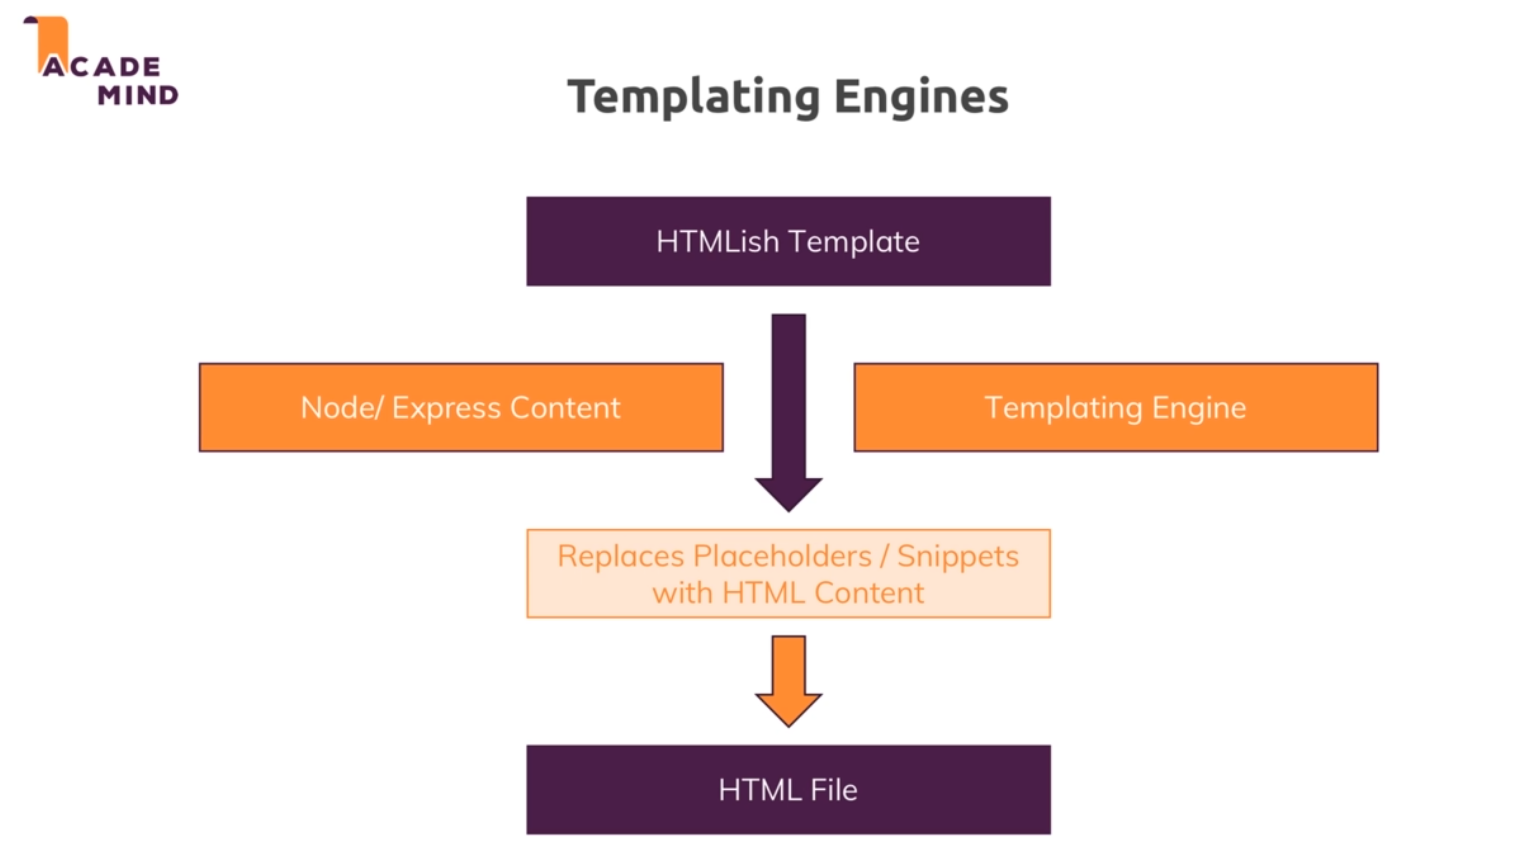 ACADE
MIND
Templating Engines
HTMLish Template
Node/ Express Content
Templating Engine
Replaces Placeholders / Snippets
with HTML Content
HTML File